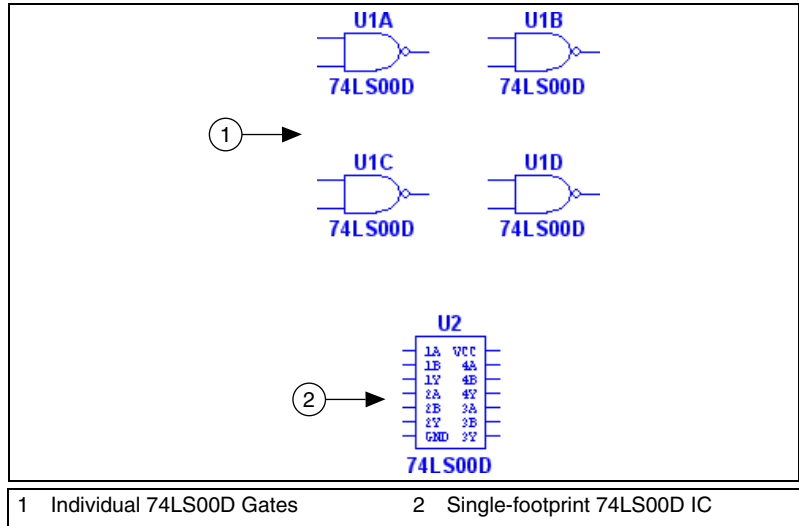 U1A U1B
74LS00D 74LS00D
1
U1C U1D
74LS00D 74LS00D
U2
1A VCC
1B 4A
1Y 4B
2A 4Y
2B 3A
2Y 3B
GND 3Y
2
74LS00D
1 Individual 74LS00D Gates 2 Single-footprint 74LS00D IC